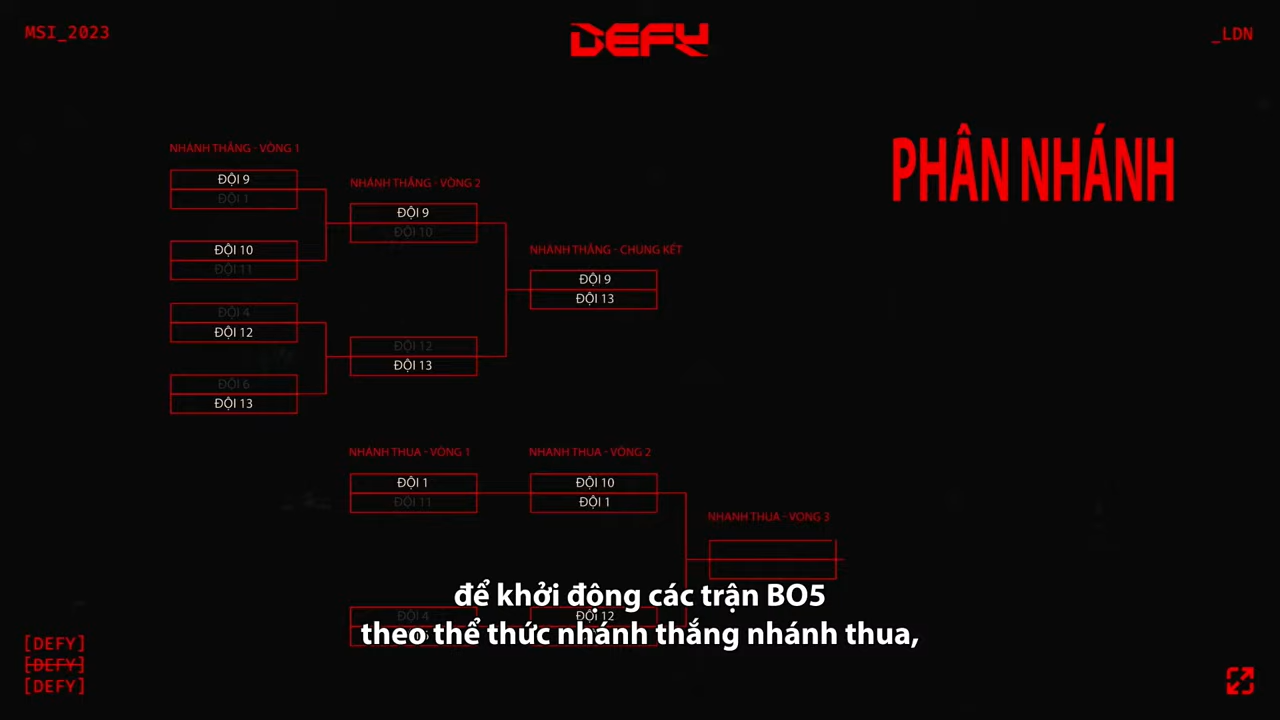 MSI_2023
DEFY
_LDN
PHÂN NHÁNH
NHÁNH THẮNG - VÒNG 1
ĐỘI 9
ĐỘI 1
ĐỘI 10
ĐỘI 11
ĐỘI 4
ĐỘI 12
ĐỘI 6
ĐỘI 13
NHÁNH THẮNG - VÒNG 2
ĐỘI 9
ĐỘI 10
ĐỘI 12
ĐỘI 13
NHÁNH THẮNG - CHUNG KẾT
ĐỘI 9
ĐỘI 13
NHÁNH THUA - VÒNG 1
ĐỘI 1
ĐỘI 11
ĐỘI 4
NHÁNH THUA - VÒNG 2
ĐỘI 10
ĐỘI 1
ĐỘI 12
NHÁNH THUA - VÒNG 3
để khởi động các trận BO5
theo thể thức nhánh thắng nhánh thua,
[DEFY]
[DEFY]
[DEFY]